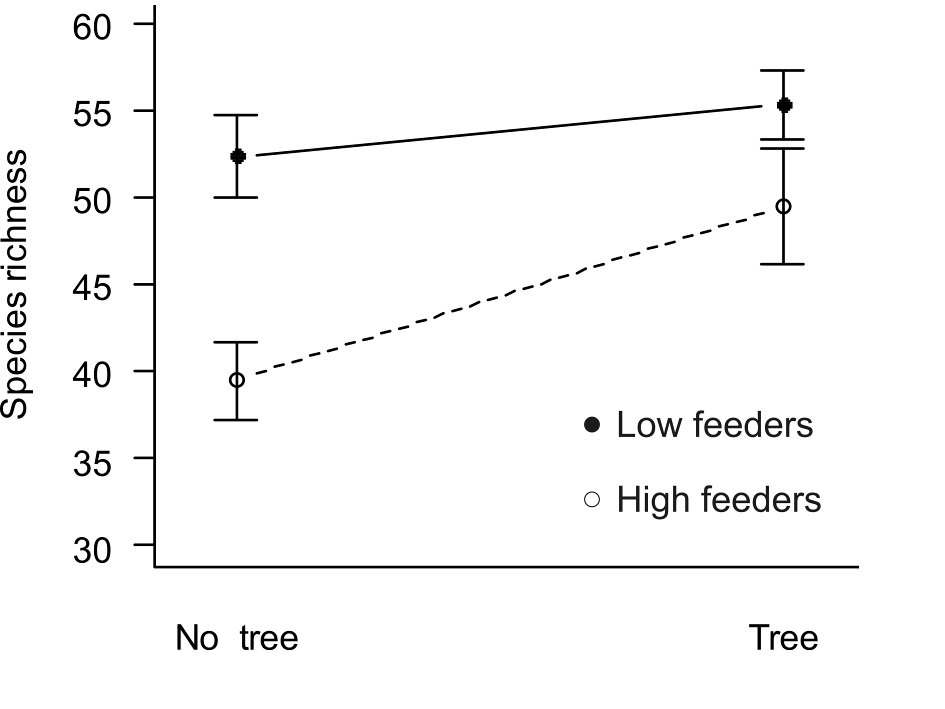 60
55
50
45
40
35
30
Species richness
Low feeders
High feeders
No tree
Tree